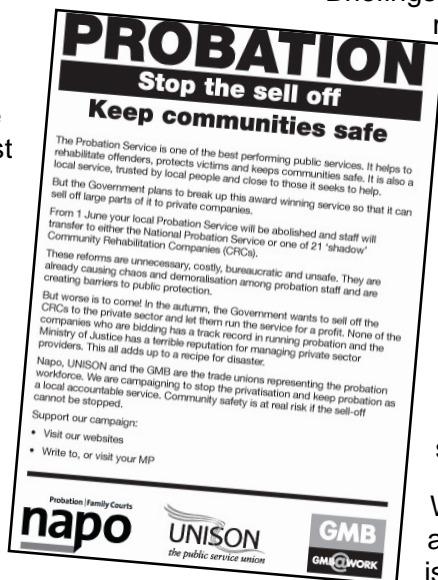 Briefings
PROBATION
Stop the sell off
Keep communities safe
st
The Probation Service is one of the best performing public services. It helps to
rehabilitate offenders, protects victims and keeps communities safe. It is also a
local service, trusted by local people and close to those it seeks to help.
But the Government plans to break up this award winning service so that it can
sell off large parts of it to private companies.
From 1 June your local Probation Service will be abolished and staff will
transfer to either the National Probation Service or one of 21 'shadow'
Community Rehabilitation Companies (CRCs).
These reforms are unnecessary, costly, bureaucratic and unsafe. They are
already causing chaos and demoralisation among probation staff and are
creating barriers to public protection.
But worse is to come! In the autumn, the Government wants to sell off the
CRCs to the private sector and let them run the service for a profit. None of the
companies who are bidding has a track record in running probation and the
Ministry of Justice has a terrible reputation for managing private sector
providers. This all adds up to a recipe for disaster.
Napo, UNISON and the GMB are the trade unions representing the probation
workforce. We are campaigning to stop the privatisation and keep probation as
a local accountable service. Community safety is at real risk if the sell-off
cannot be stopped.
Support our campaign:
• Visit our websites
• Write to, or visit your MP
Probation | Family Courts
napo
UNISON
the public service union
GMB
GMB@WORK
is